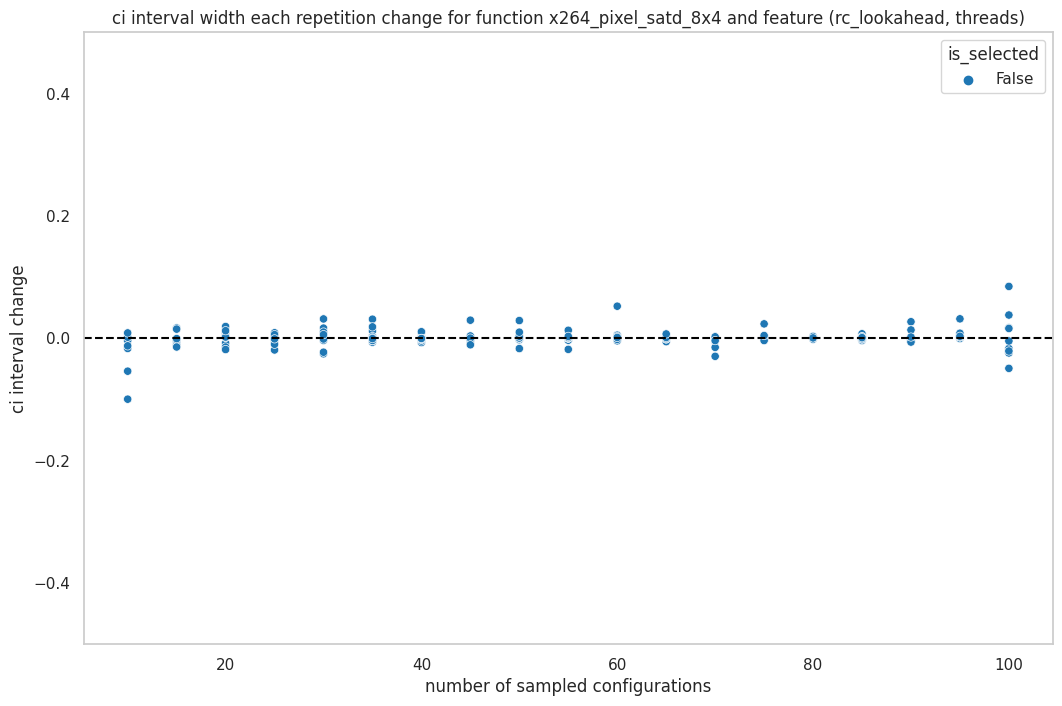 ci interval width each repetition change for function x264_pixel_satd_8x4 and feature (rc_lookahead, threads)
is_selected
False
0.4
0.2
0.0
−0.2
−0.4
ci interval change
20 40 60 80 100
number of sampled configurations